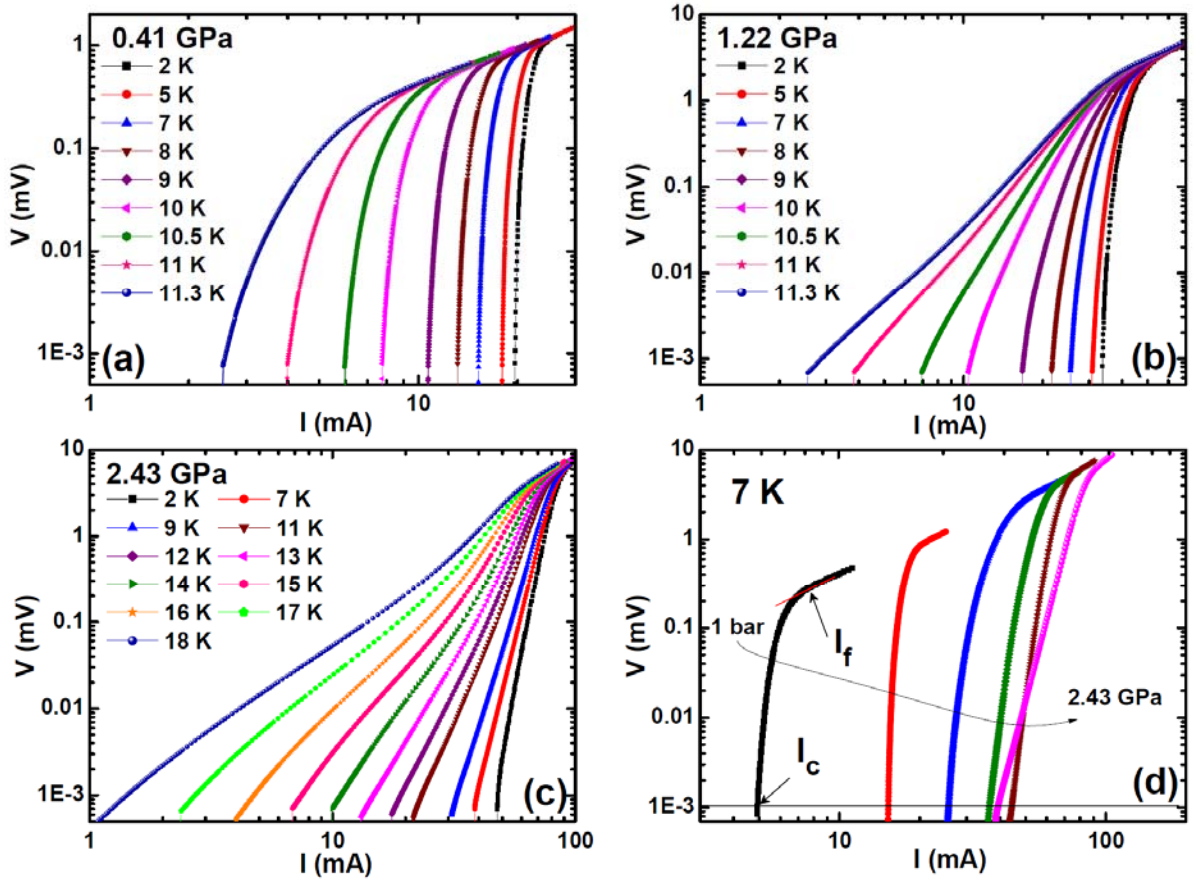 0.41 GPa
2 K
5 K
7 K
8 K
9 K
10 K
10.5 K
11 K
11.3 K
1
0.1
0.01
1E-3
V (mV)
1
10
I (mA)
(a)
1.22 GPa
2 K
5 K
7 K
8 K
9 K
10 K
10.5 K
11 K
11.3 K
10
1
0.1
0.01
1E-3
V (mV)
1
10
100
I (mA)
(b)
2.43 GPa
2 K 7 K
9 K 11 K
12 K 13 K
14 K 15 K
16 K 17 K
18 K
10
1
0.1
0.01
1E-3
V (mV)
1
10
100
I (mA)
(c)
7 K
1 bar
If
2.43 GPa
Ic
10
1
0.1
0.01
1E-3
V (mV)
10
100
I (mA)
(d)